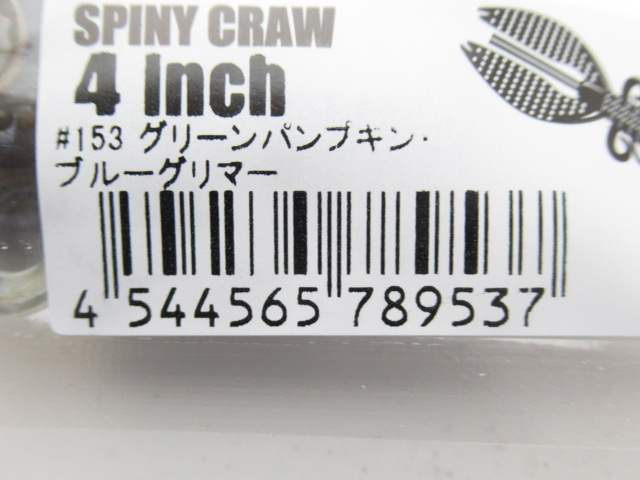 SPINY CRAW
4 Inch
#153 グリーンパンプキン・
ブルーグリマー
4 544565 789537